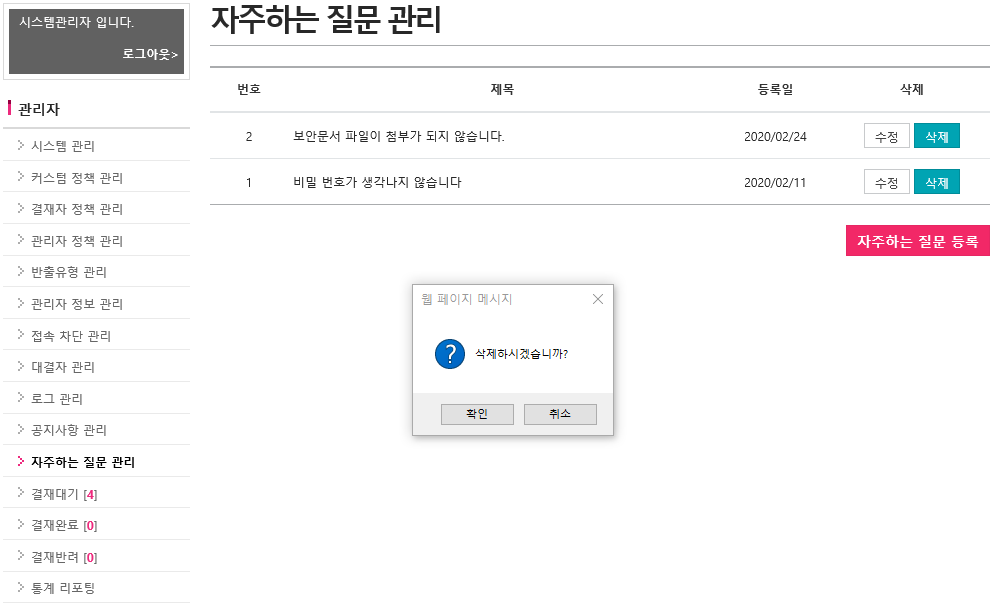 시스템관리자 입니다.
로그아웃>
관리자
시스템 관리
커스텀 정책 관리
결재자 정책 관리
관리자 정책 관리
반출유형 관리
관리자 정보 관리
접속 차단 관리
대결자 관리
로그 관리
공지사항 관리
자주하는 질문 관리
결재대기 [4]
결재완료 [0]
결재반려 [0]
통계 리포팅
자주하는 질문 관리
번호 제목 등록일 삭제
2 보안문서 파일이 첨부가 되지 않습니다. 2020/02/24 수정 삭제
1 비밀 번호가 생각나지 않습니다 2020/02/11 수정 삭제
자주하는 질문 등록
웹 페이지 메시지
삭제하시겠습니까?
확인 취소